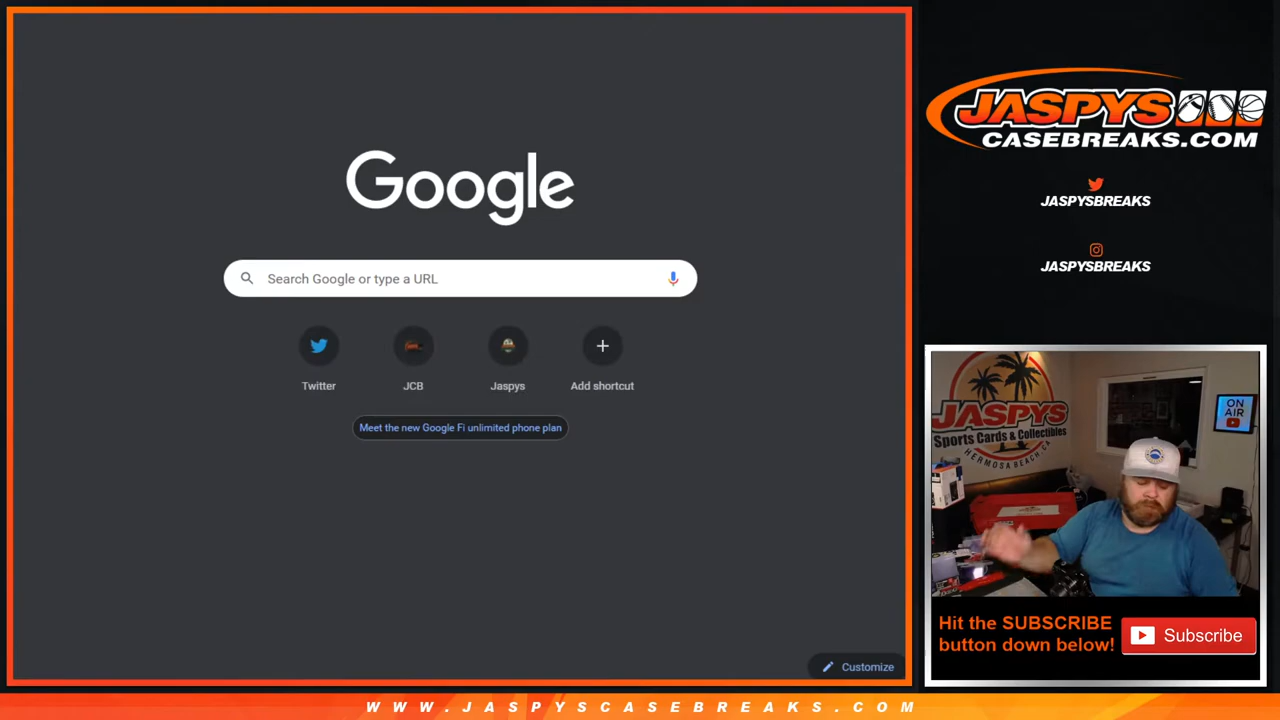 Google
Search Google or type a URL
Twitter
JCB
Jaspys
Add shortcut
Meet the new Google Fi unlimited phone plan
Customize
JASPYS
CASEBREAKS.COM
JASPYSBREAKS
JASPYSBREAKS
JASPYS
Sports Cards & Collectibles
HERMOSA BEACH, CA
ON
AIR
Hit the SUBSCRIBE
button down below!
Subscribe
WWW.JASPYSCASEBREAKS.COM